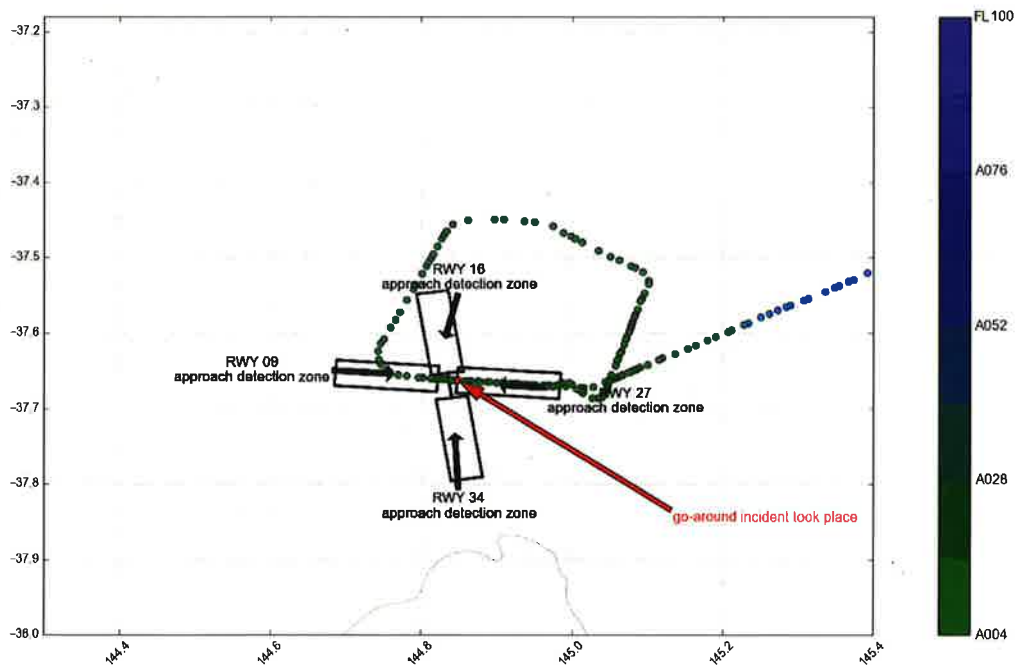 -37.2
-37.3
-37.4
-37.5
-37.6
-37.7
-37.8
-37.9
-38.0
144.4
144.6
144.8
145.0
145.2
145.4
RWY 16
approach detection zone
RWY 09
approach detection zone
RWY 27
approach detection zone
RWY 34
approach detection zone
go-around incident took place
FL100
A076
A052
A028
A004